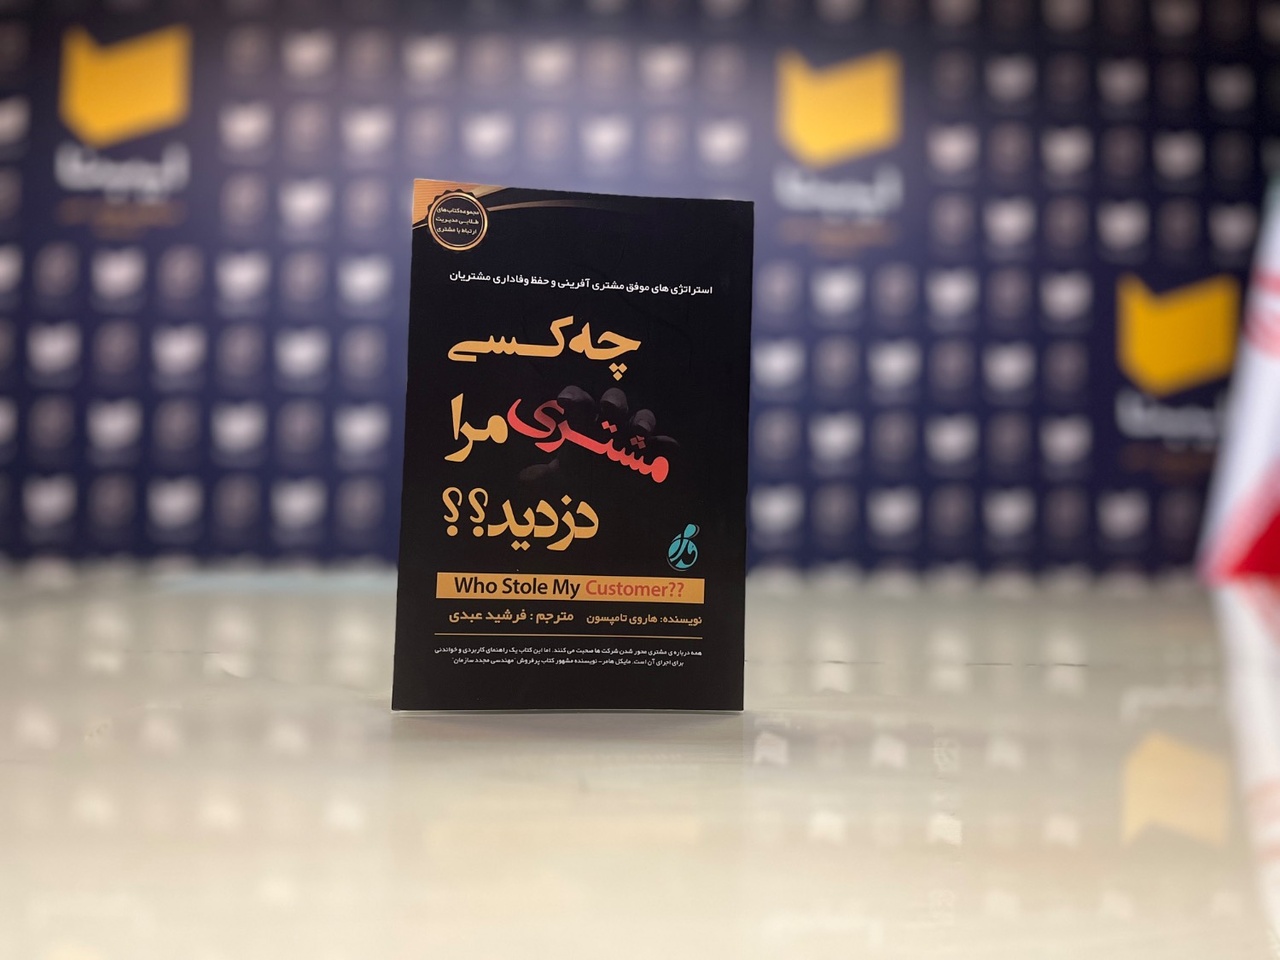 مجموعه کتاب‌های
طلایی مدیریت
ارتباط با مشتری
استراتژی های موفق مشتری آفرینی و حفظ وفاداری مشتریان
چه کسی
مشتری مرا
دزدید؟؟
Who Stole My Customer??
نویسنده: هاروی تامپسون مترجم: فرشید عبدی
همه درباره ی مشتری محور شدن شرکت ها صحبت می کنند. اما این کتاب یک راهنمای کاربردی و خواندنی
برای اجرای آن است. مایکل هامر- نویسنده مشهور کتاب پرفروش "مهندسی مجدد سازمان"
ایبنا
ایبنا
ایبنا